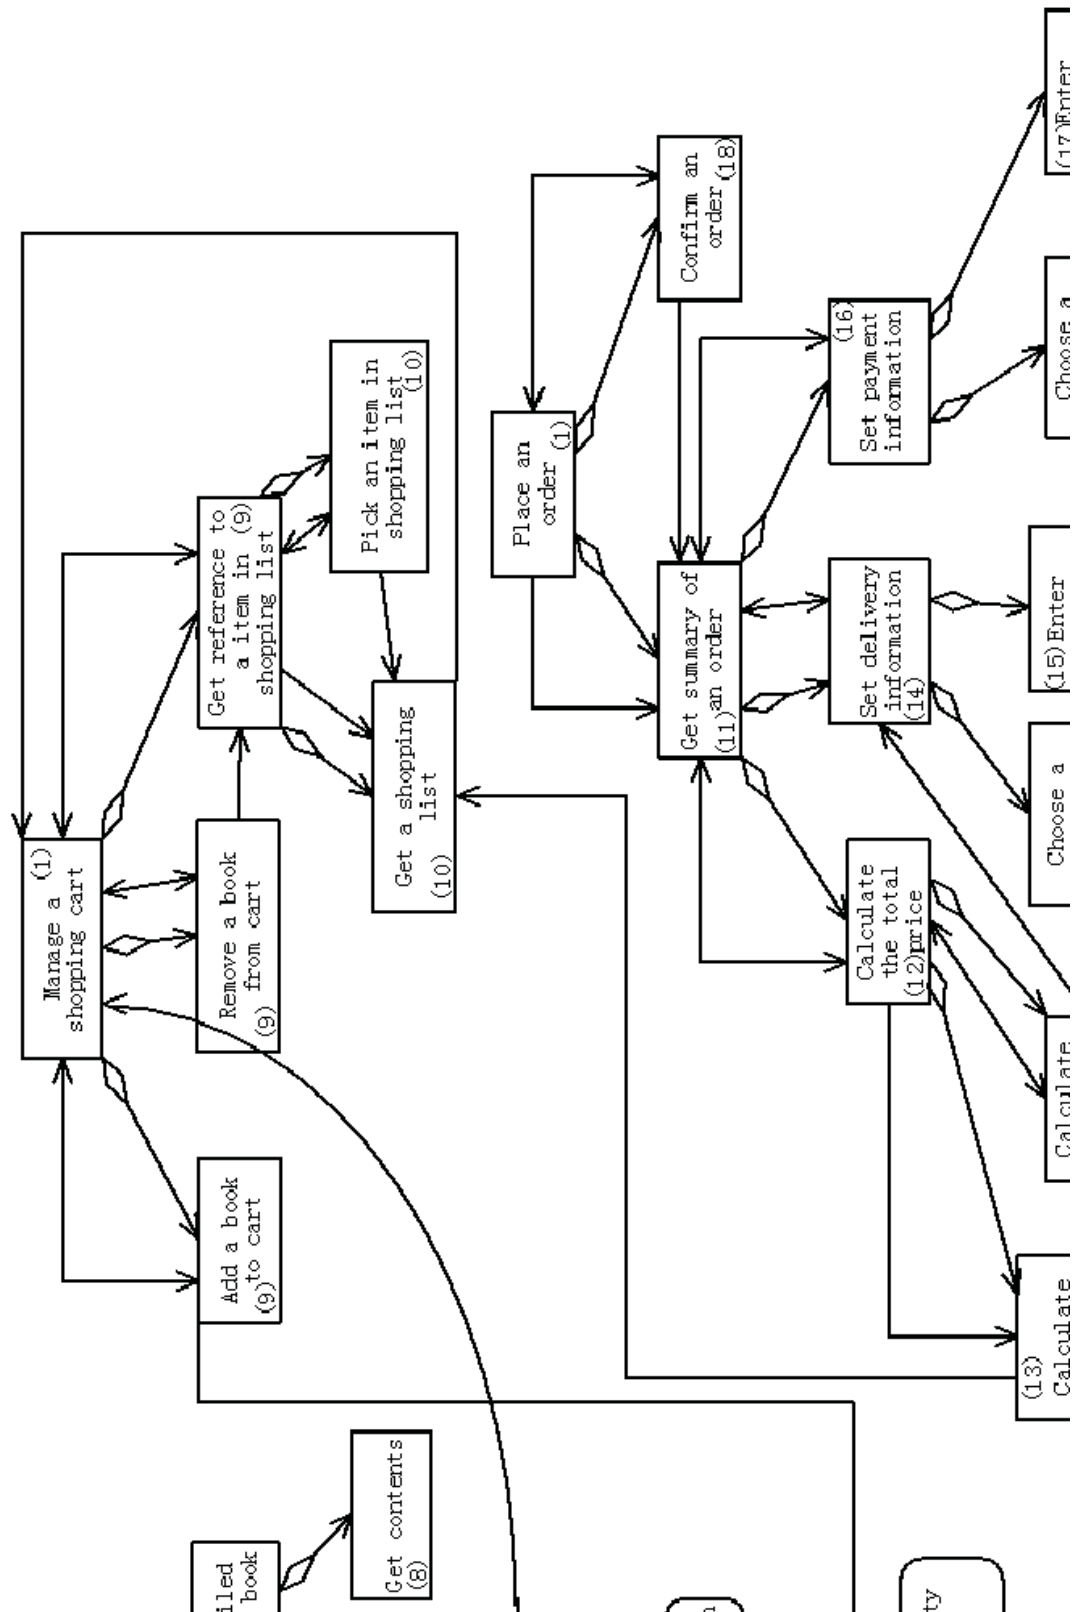 Manage a
(1)
shopping cart
Add a book
to cart
(9)
Remove a book
from cart
(9)
Get reference to
a item in (9)
shopping list
Pick an item in
shopping list
(10)
Get a shopping
list
(10)
Get contents
(8)
iled
book
Place an
order (1)
Confirm an
order (18)
Get summary of
(11) an order
Calculate
the total
(12)price
Set delivery
information
(14)
(16)
Set payment
information
(13)
Calculate
Calculate
Choose a
(15)Enter
Choose a
(17)Enter
n
ty